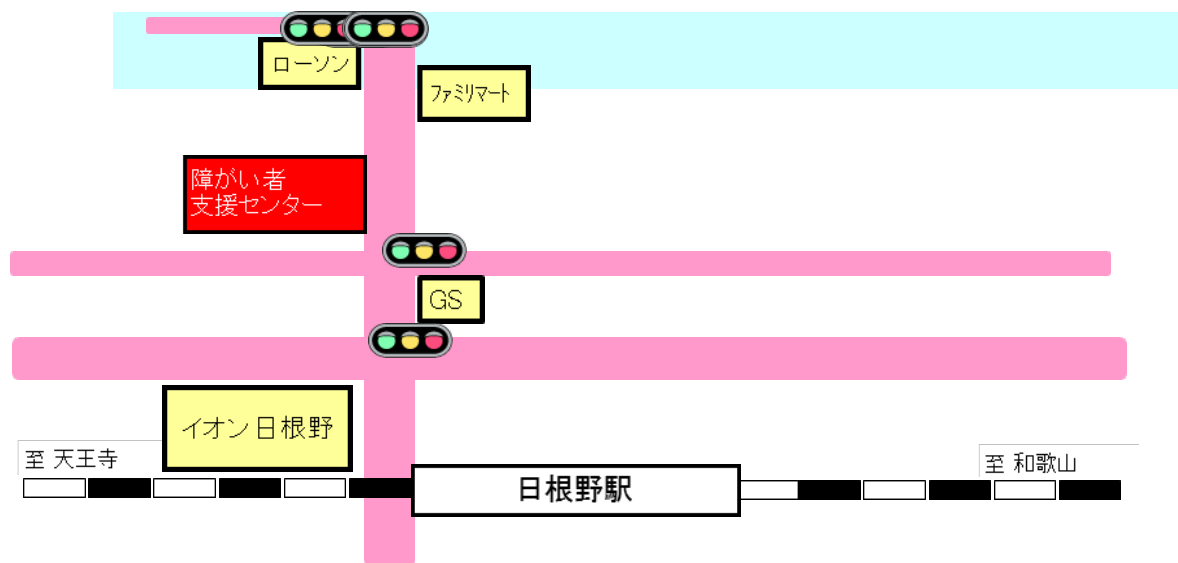 ローソン
ファミリマート
障がい者
支援センター
GS
イオン日根野
至 天王寺
至 和歌山
日根野駅